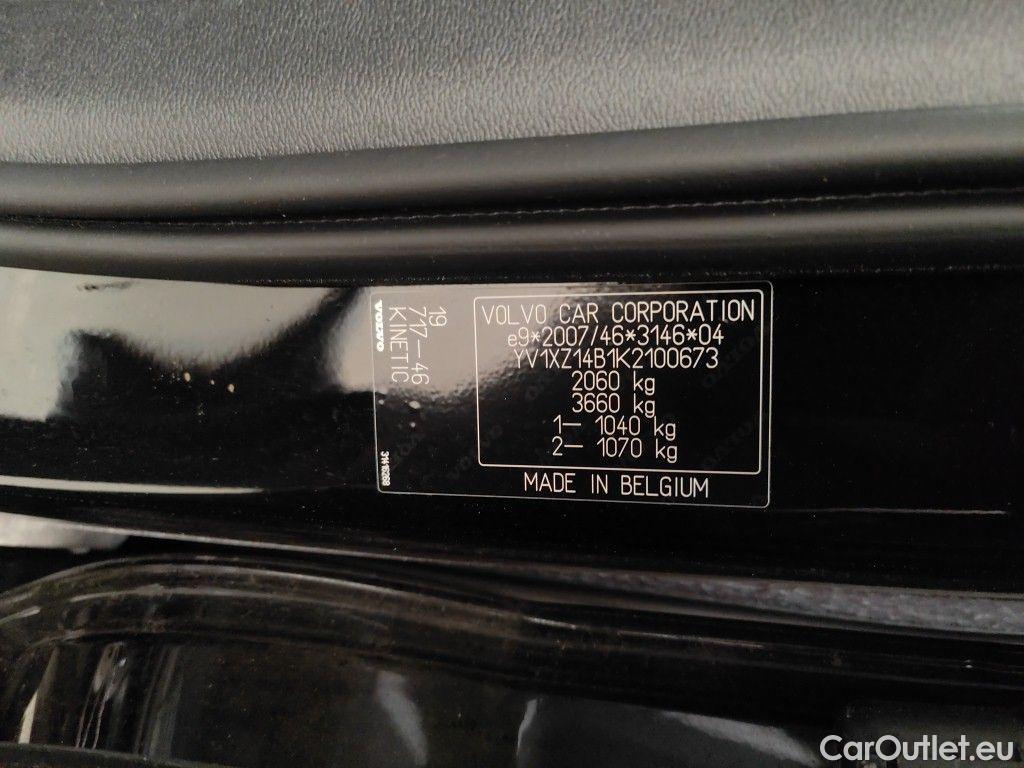 VOLVO
19
717-46
KINETIC
31416288
VOLVO CAR CORPORATION
e9*2007/46*3146*04
YV1XZ14B1K2100673
2060 kg
3660 kg
1- 1040 kg
2- 1070 kg
MADE IN BELGIUM
CarOutlet.eu